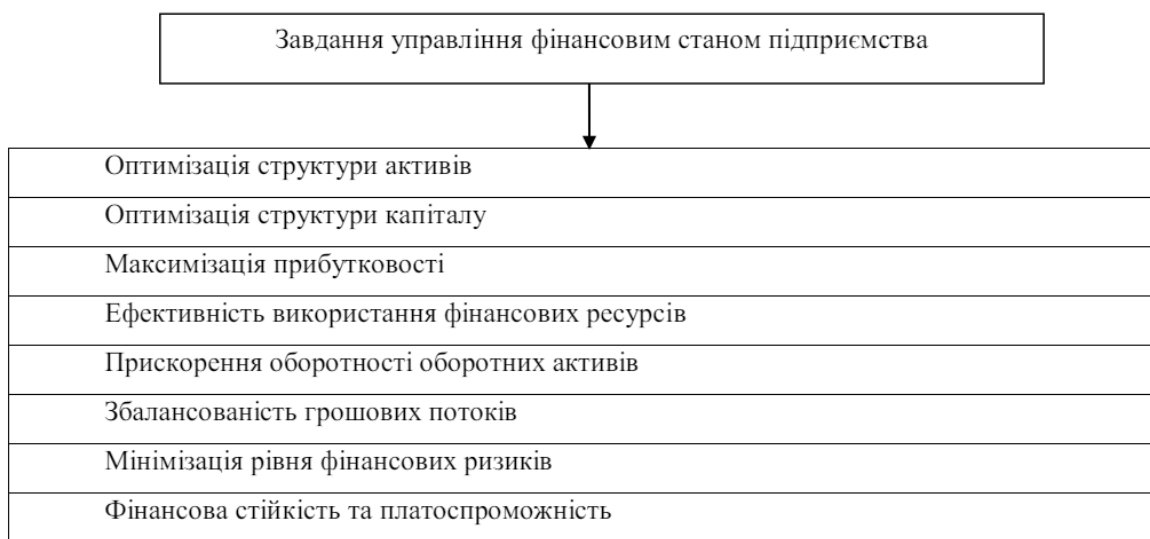 Завдання управління фінансовим станом підприємства
Оптимізація структури активів
Оптимізація структури капіталу
Максимізація прибутковості
Ефективність використання фінансових ресурсів
Прискорення оборотності оборотних активів
Збалансованість грошових потоків
Мінімізація рівня фінансових ризиків
Фінансова стійкість та платоспроможність